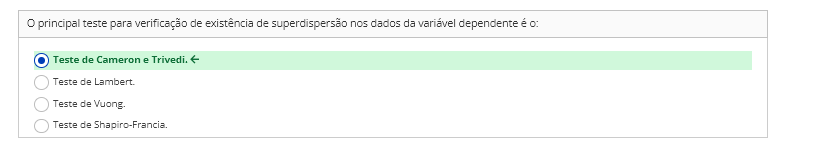 O principal teste para verificação de existência de superdispersão nos dados da variável dependente é o:
Teste de Cameron e Trivedi. ←
Teste de Lambert.
Teste de Vuong.
Teste de Shapiro-Francia.